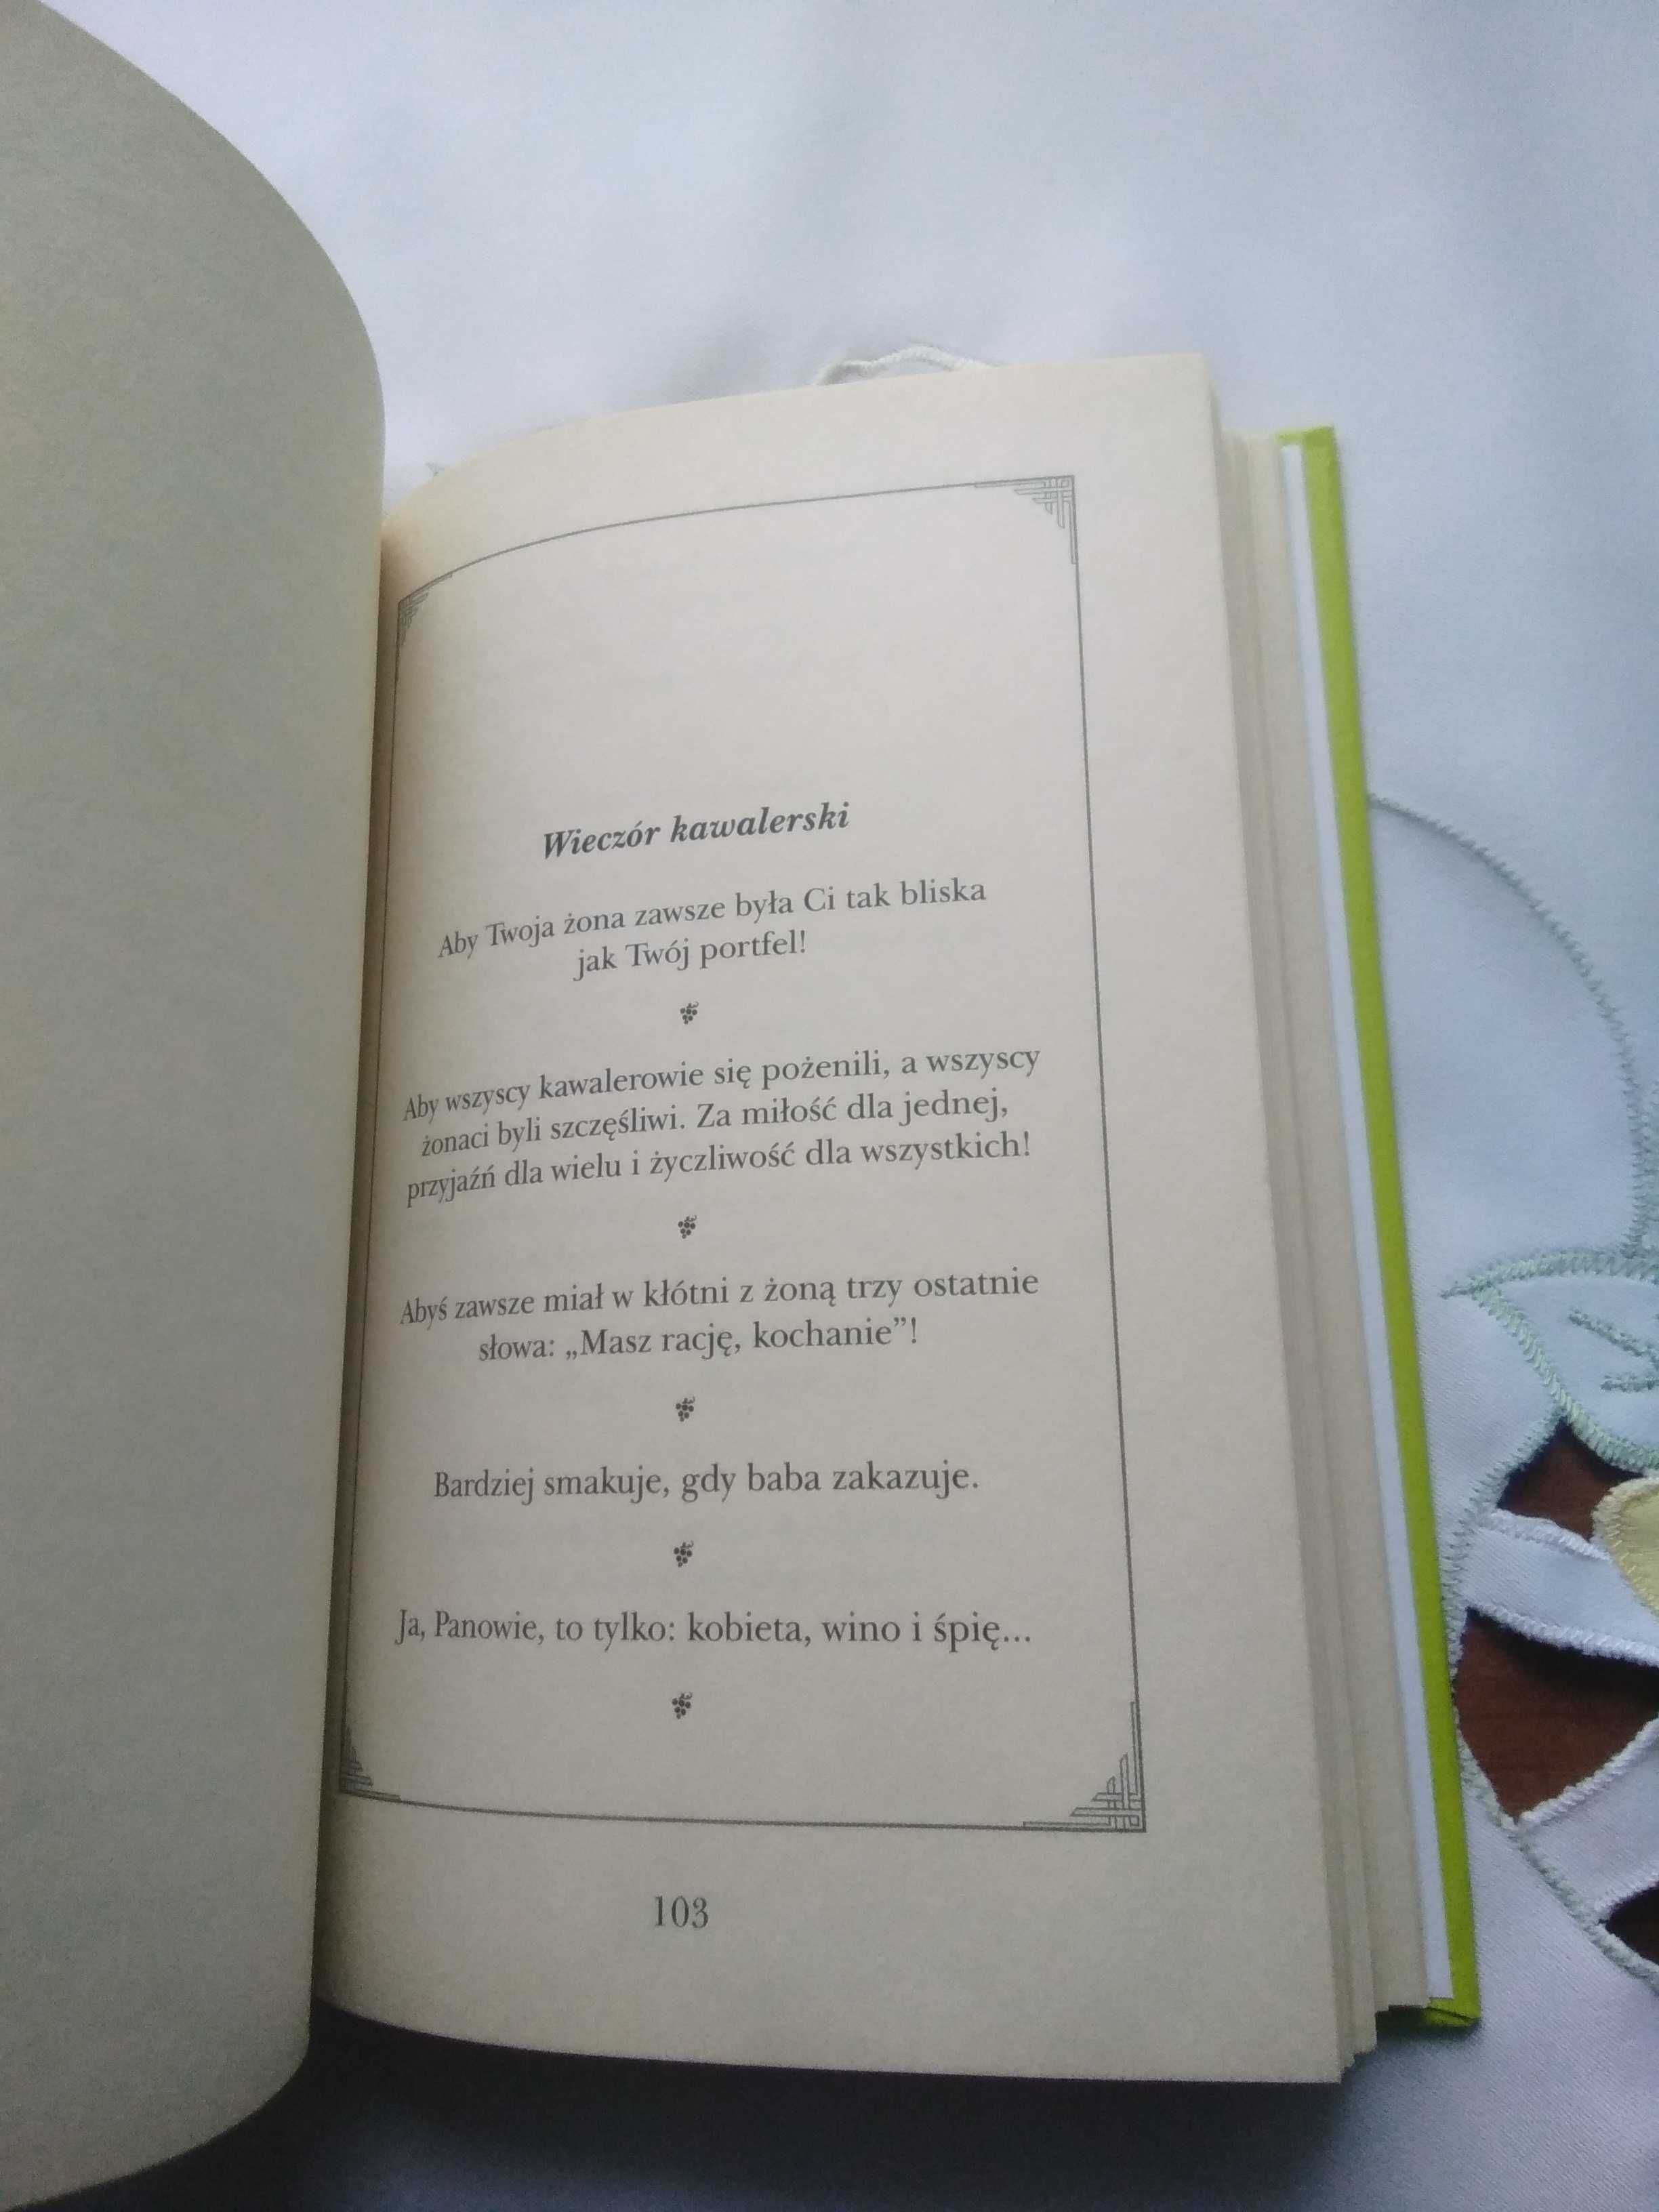 Wieczór kawalerski
Aby Twoja żona zawsze była Ci tak bliska
jak Twój portfel!
Aby wszyscy kawalerowie się pożenili, a wszyscy
żonaci byli szczęśliwi. Za miłość dla jednej,
przyjaźń dla wielu i życzliwość dla wszystkich!
Abyś zawsze miał w kłótni z żoną trzy ostatnie
słowa: „Masz rację, kochanie”!
Bardziej smakuje, gdy baba zakazuje.
Ja, Panowie, to tylko: kobieta, wino i śpię...
103